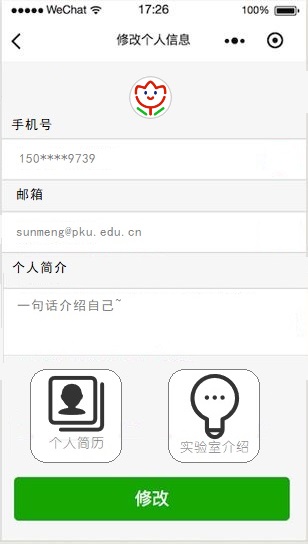 WeChat 17:26 100%
修改个人信息
手机号
150****9739
邮箱
sunmeng@pku.edu.cn
个人简介
一句话介绍自己~
个人简历 实验室介绍
修改